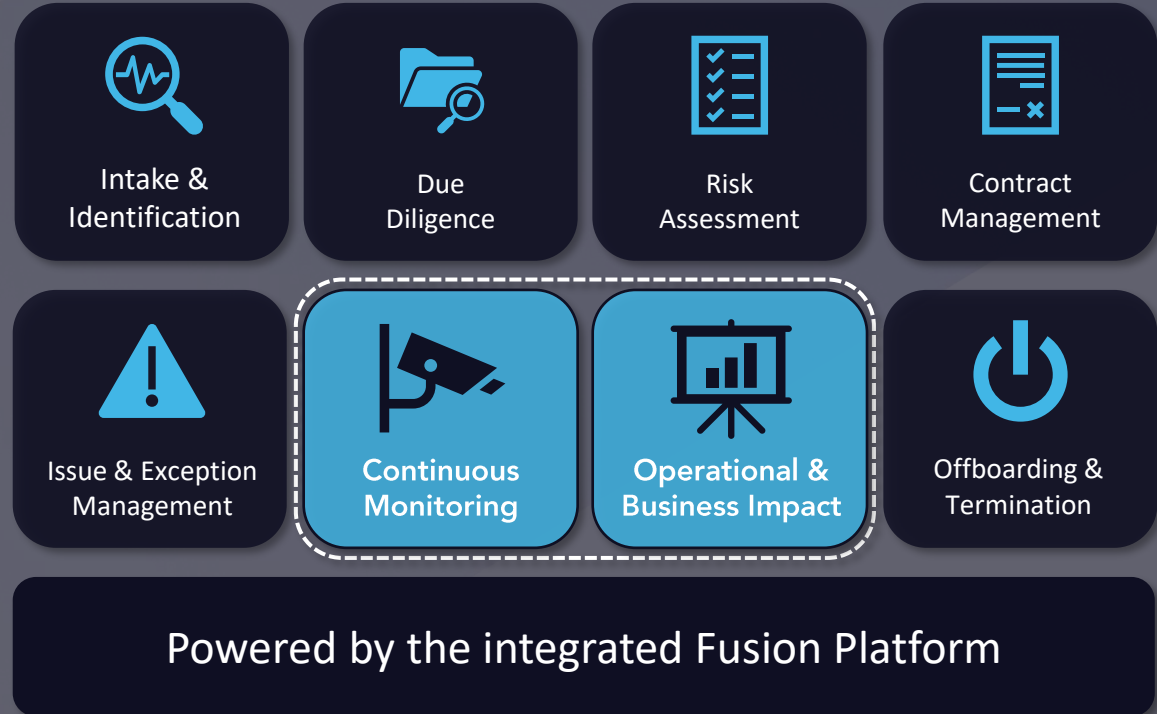 Intake &
Identification
Due
Diligence
Risk
Assessment
Contract
Management
Issue & Exception
Management
Continuous
Monitoring
Operational &
Business Impact
Offboarding &
Termination
Powered by the integrated Fusion Platform